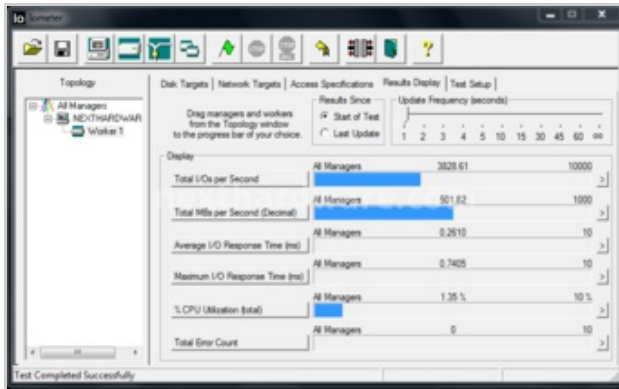 Iometer
Topology
All Managers
NEXTHARDWAR
Worker 1
Disk Targets
Network Targets
Access Specifications
Results Display
Test Setup
Drag managers and workers
from the Topology window
to the progress bar of your choice.
Results Since
Start of Test
Last Update
Update Frequency (seconds)
1 2 3 4 5 10 15 30 45 60 ∞
Display
All Managers 3828.61 10000
Total I/Os per Second
All Managers 501.82 1000
Total MBs per Second (Decimal)
All Managers 0.2610 10
Average I/O Response Time (ms)
All Managers 0.7405 10
Maximum I/O Response Time (ms)
All Managers 1.35 % 10 %
% CPU Utilization (total)
All Managers 0 10
Total Error Count
Test Completed Successfully